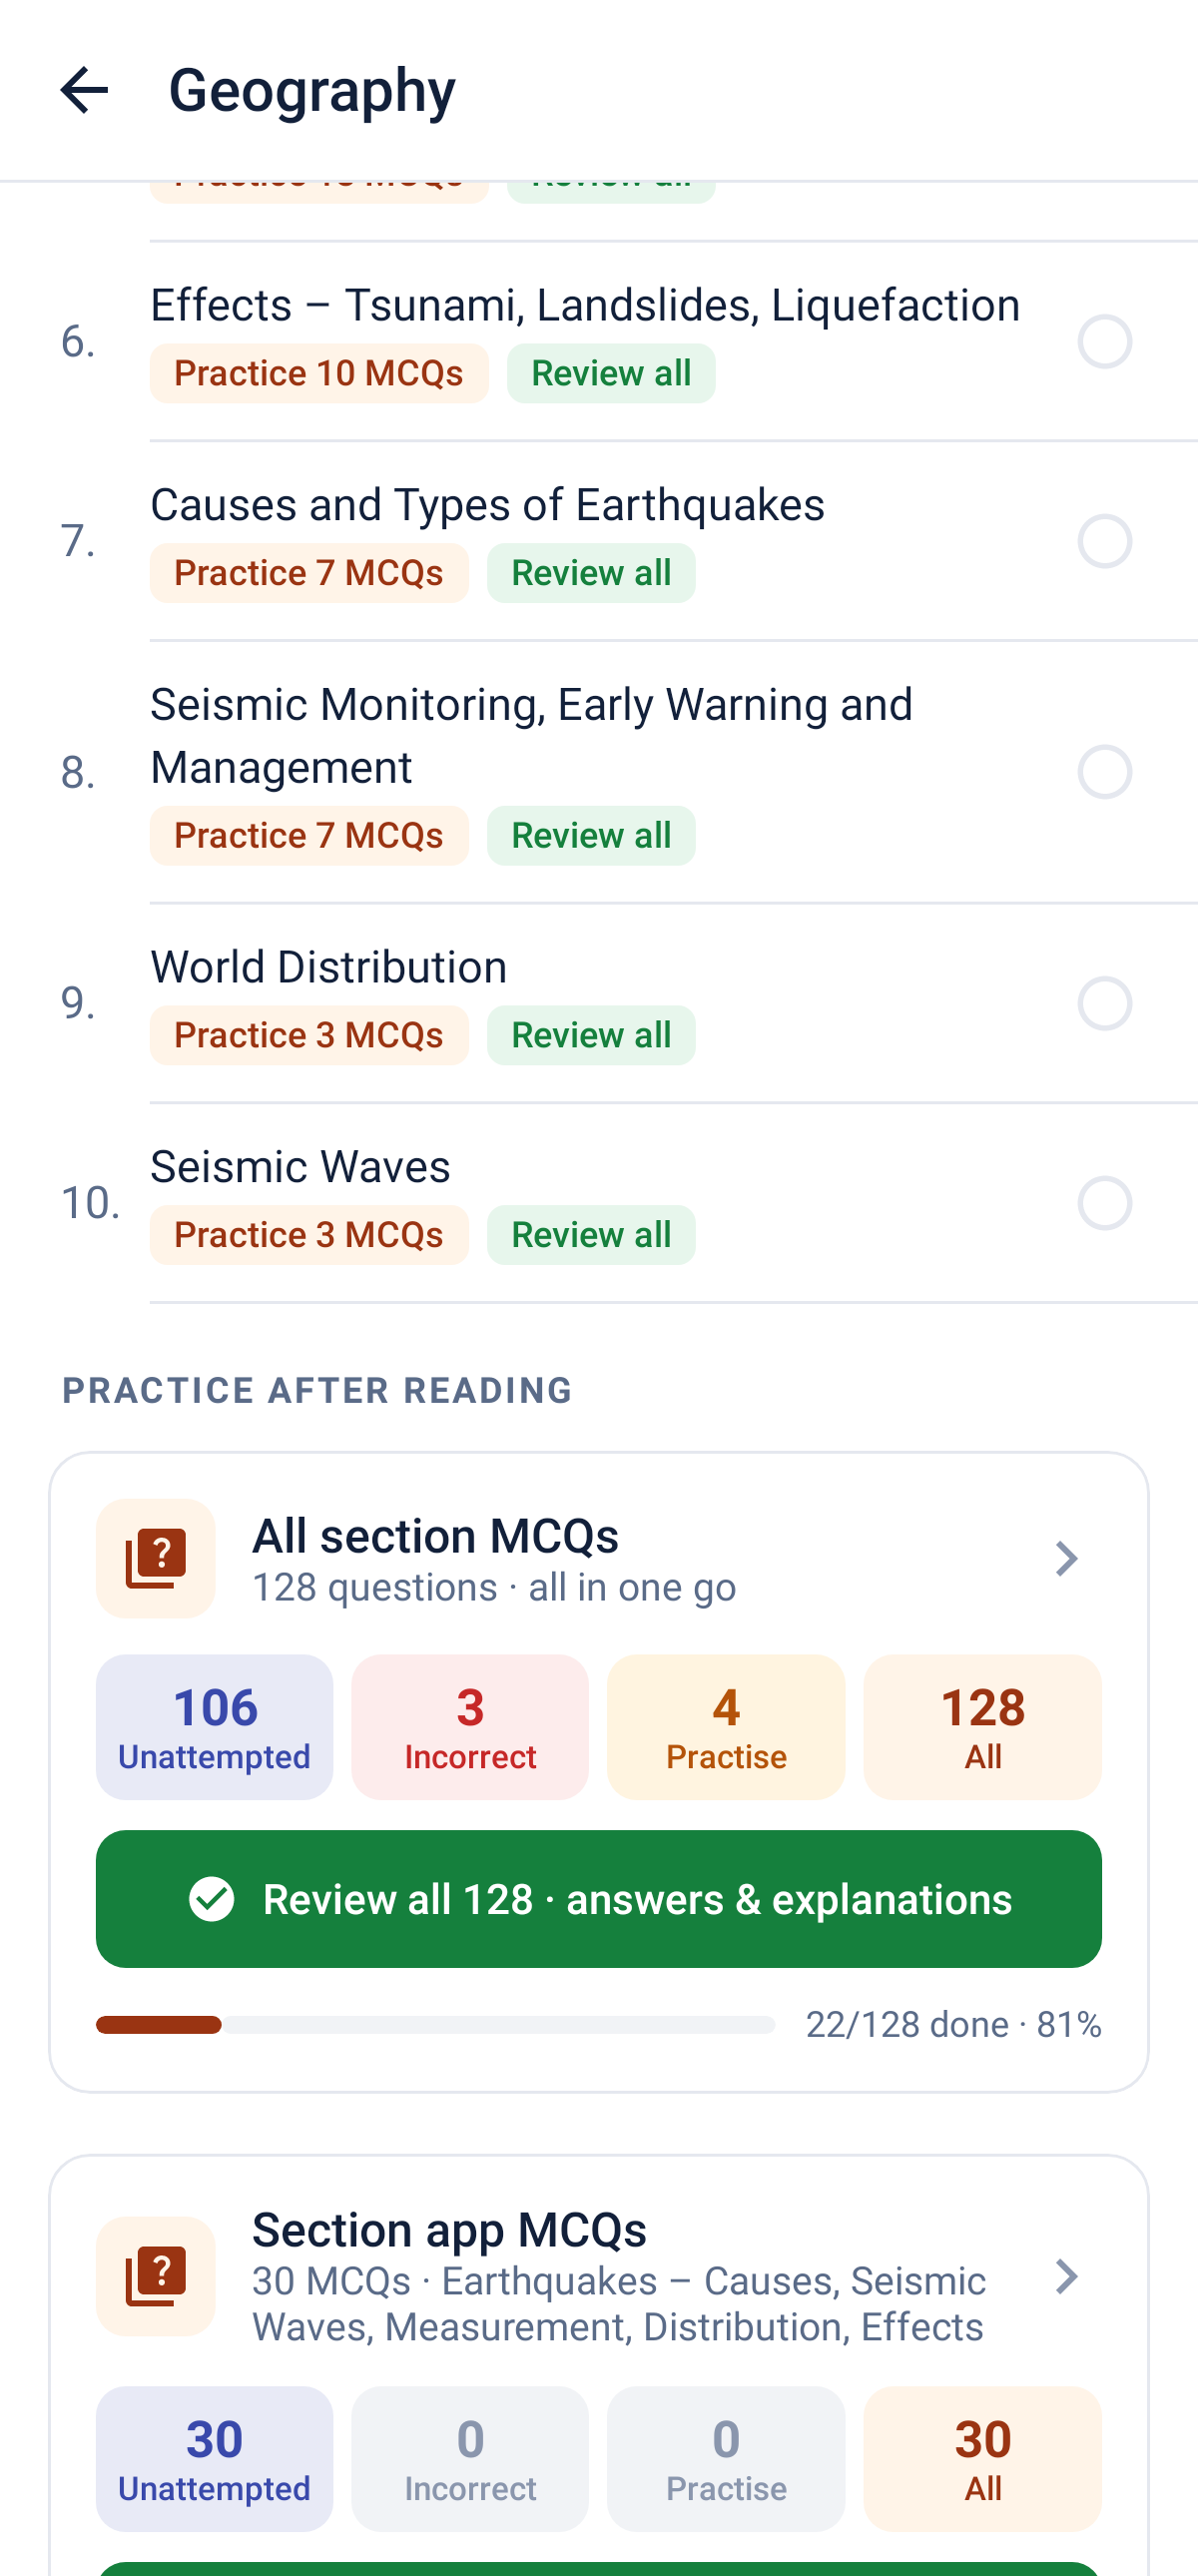 Geography
6.
Effects – Tsunami, Landslides, Liquefaction
Practice 10 MCQs
Review all
7.
Causes and Types of Earthquakes
Practice 7 MCQs
Review all
8.
Seismic Monitoring, Early Warning and
Management
Practice 7 MCQs
Review all
9.
World Distribution
Practice 3 MCQs
Review all
10.
Seismic Waves
Practice 3 MCQs
Review all
PRACTICE AFTER READING
All section MCQs
128 questions · all in one go
106
Unattempted
3
Incorrect
4
Practise
128
All
Review all 128 · answers & explanations
22/128 done · 81%
Section app MCQs
30 MCQs · Earthquakes – Causes, Seismic
Waves, Measurement, Distribution, Effects
30
Unattempted
0
Incorrect
0
Practise
30
All